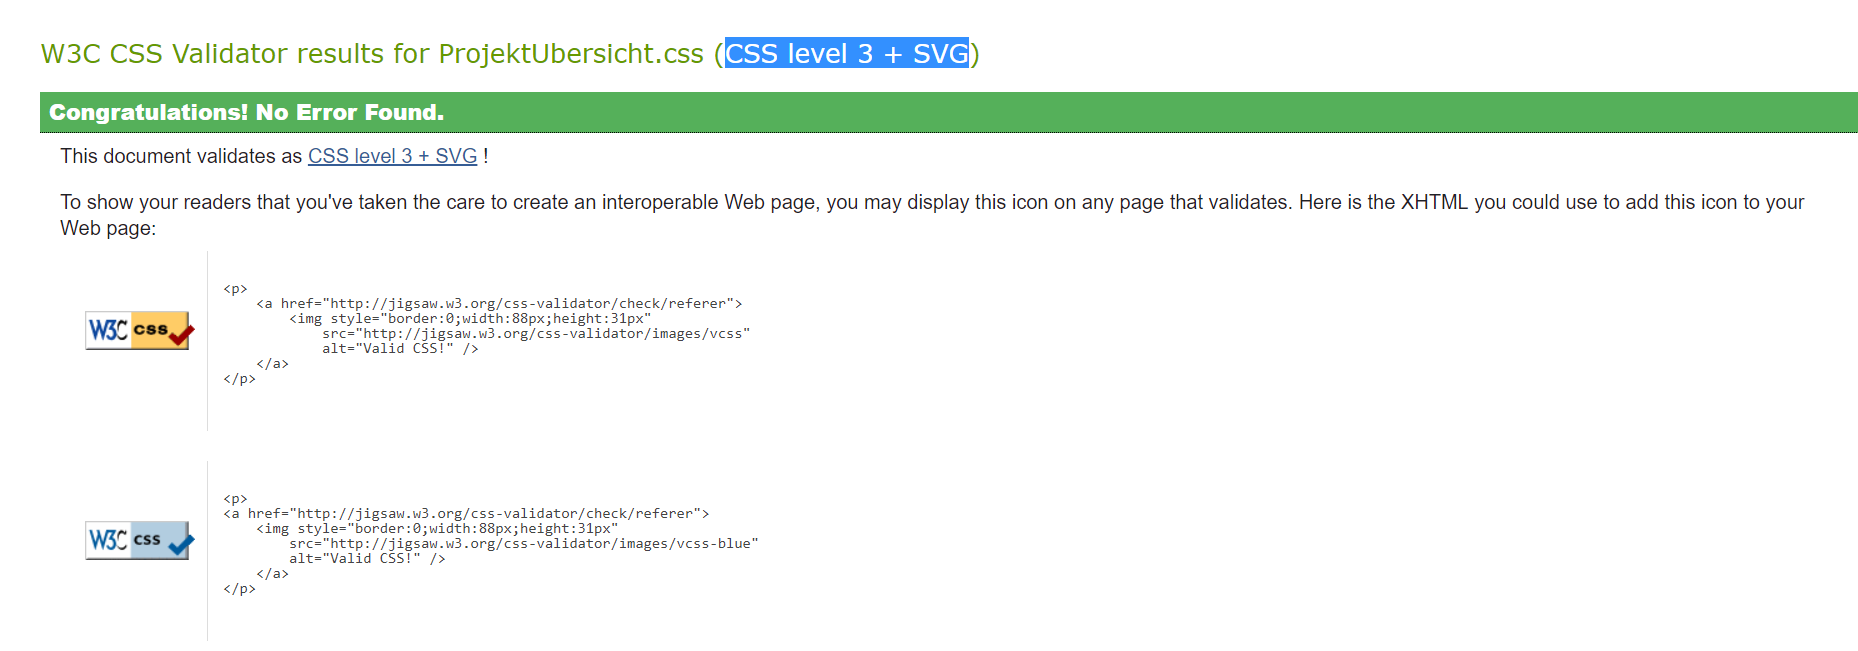 W3C CSS Validator results for ProjektUbersicht.css (CSS level 3 + SVG)
Congratulations! No Error Found.
This document validates as CSS level 3 + SVG !
To show your readers that you've taken the care to create an interoperable Web page, you may display this icon on any page that validates. Here is the XHTML you could use to add this icon to your
Web page:
<p>
    <a href="http://jigsaw.w3.org/css-validator/check/referer">
        <img style="border:0;width:88px;height:31px"
            src="http://jigsaw.w3.org/css-validator/images/vcss"
W3C css
            alt="Valid CSS!" />
    </a>
</p>
<p>
<a href="http://jigsaw.w3.org/css-validator/check/referer">
    <img style="border:0;width:88px;height:31px"
        src="http://jigsaw.w3.org/css-validator/images/vcss-blue"
W3C css
        alt="Valid CSS!" />
    </a>
</p>